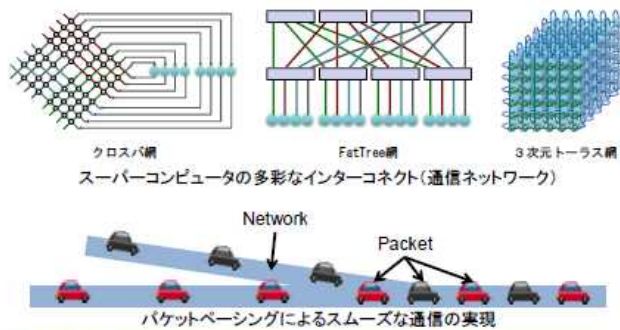 クロスバ網
FatTree網
3次元トーラス網
スーパーコンピュータの多彩なインターコネクト(通信ネットワーク)
Network
Packet
パケットペーシングによるスムーズな通信の実現